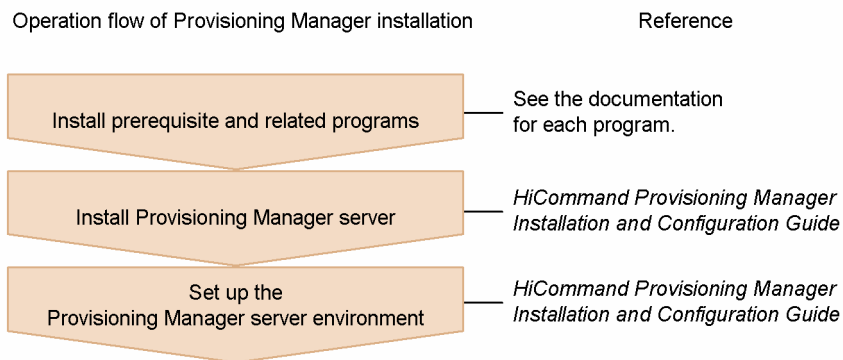 Operation flow of Provisioning Manager installation
Reference
Install prerequisite and related programs
See the documentation
for each program.
Install Provisioning Manager server
HiCommand Provisioning Manager
Installation and Configuration Guide
Set up the
Provisioning Manager server environment
HiCommand Provisioning Manager
Installation and Configuration Guide